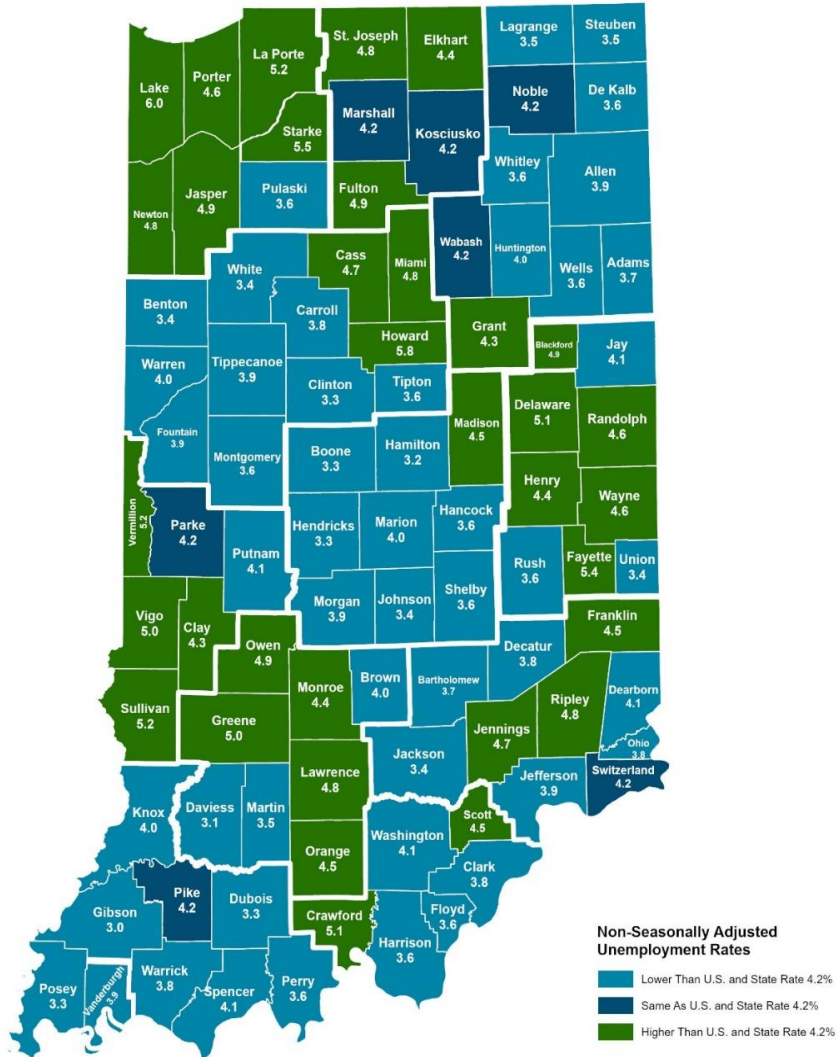 Lagrange
3.5
Steuben
3.5
St. Joseph
4.8
Elkhart
4.4
La Porte
5.2
Porter
4.6
Lake
6.0
Noble
4.2
De Kalb
3.6
Marshall
4.2
Kosciusko
4.2
Starke
5.5
Whitley
3.6
Allen
3.9
Pulaski
3.6
Fulton
4.9
Jasper
4.9
Newton
4.8
Wabash
4.2
Huntington
4.0
Wells
3.6
Adams
3.7
White
3.4
Cass
4.7
Miami
4.8
Benton
3.4
Carroll
3.8
Howard
5.8
Grant
4.3
Blackford
4.9
Jay
4.1
Warren
4.0
Tippecanoe
3.9
Clinton
3.3
Tipton
3.6
Fountain
3.9
Montgomery
3.6
Boone
3.3
Hamilton
3.2
Madison
4.5
Delaware
5.1
Randolph
4.6
Henry
4.4
Wayne
4.6
Vermillion
5.2
Parke
4.2
Putnam
4.1
Hendricks
3.3
Marion
4.0
Hancock
3.6
Rush
3.6
Fayette
5.4
Union
3.4
Morgan
3.9
Johnson
3.4
Shelby
3.6
Vigo
5.0
Clay
4.3
Owen
4.9
Franklin
4.5
Decatur
3.8
Monroe
4.4
Brown
4.0
Bartholomew
3.7
Sullivan
5.2
Greene
5.0
Jennings
4.7
Ripley
4.8
Dearborn
4.1
Ohio
3.8
Switzerland
4.2
Jackson
3.4
Lawrence
4.8
Jefferson
3.9
Knox
4.0
Daviess
3.1
Martin
3.5
Scott
4.5
Washington
4.1
Orange
4.5
Clark
3.8
Pike
4.2
Dubois
3.3
Gibson
3.0
Crawford
5.1
Floyd
3.6
Harrison
3.6
Posey
3.3
Vanderburgh
3.9
Warrick
3.8
Spencer
4.1
Perry
3.6
Non-Seasonally Adjusted
Unemployment Rates
Lower Than U.S. and State Rate 4.2%
Same As U.S. and State Rate 4.2%
Higher Than U.S. and State Rate 4.2%